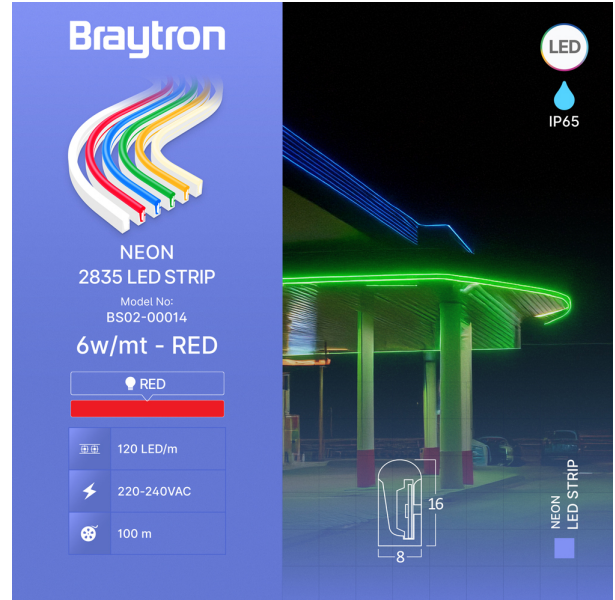 Braytron
NEON
2835 LED STRIP
Model No:
BS02-00014
6w/mt - RED
RED
120 LED/m
220-240VAC
100 m
LED
IP65
16
8
NEON
LED STRIP